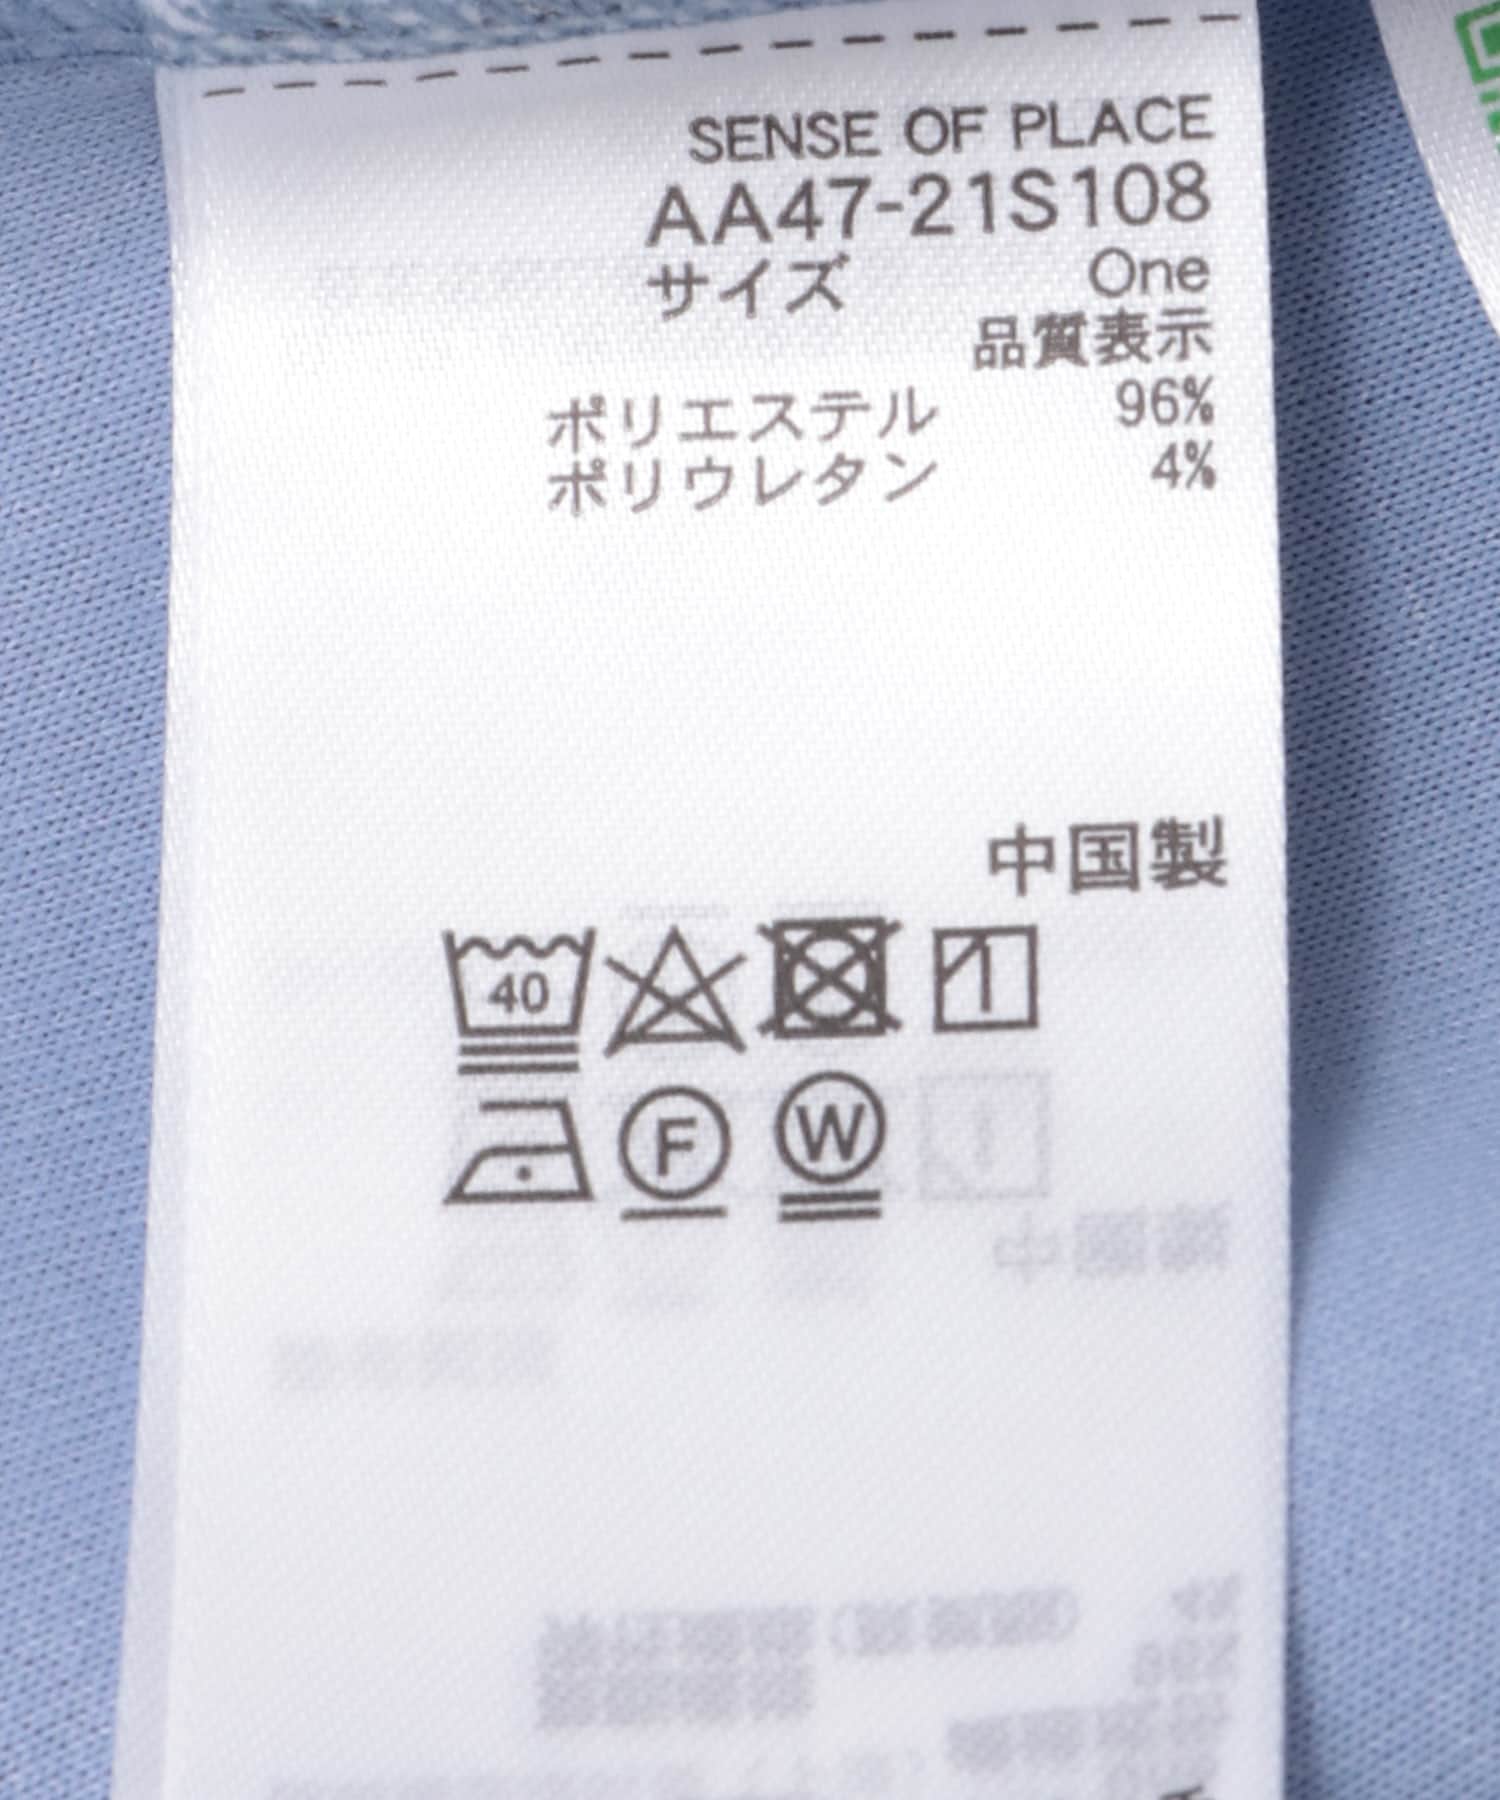 SENSE OF PLACE
AA47-21S108
サイズ One
品質表示
ポリエステル 96%
ポリウレタン 4%
中国製
40
F W